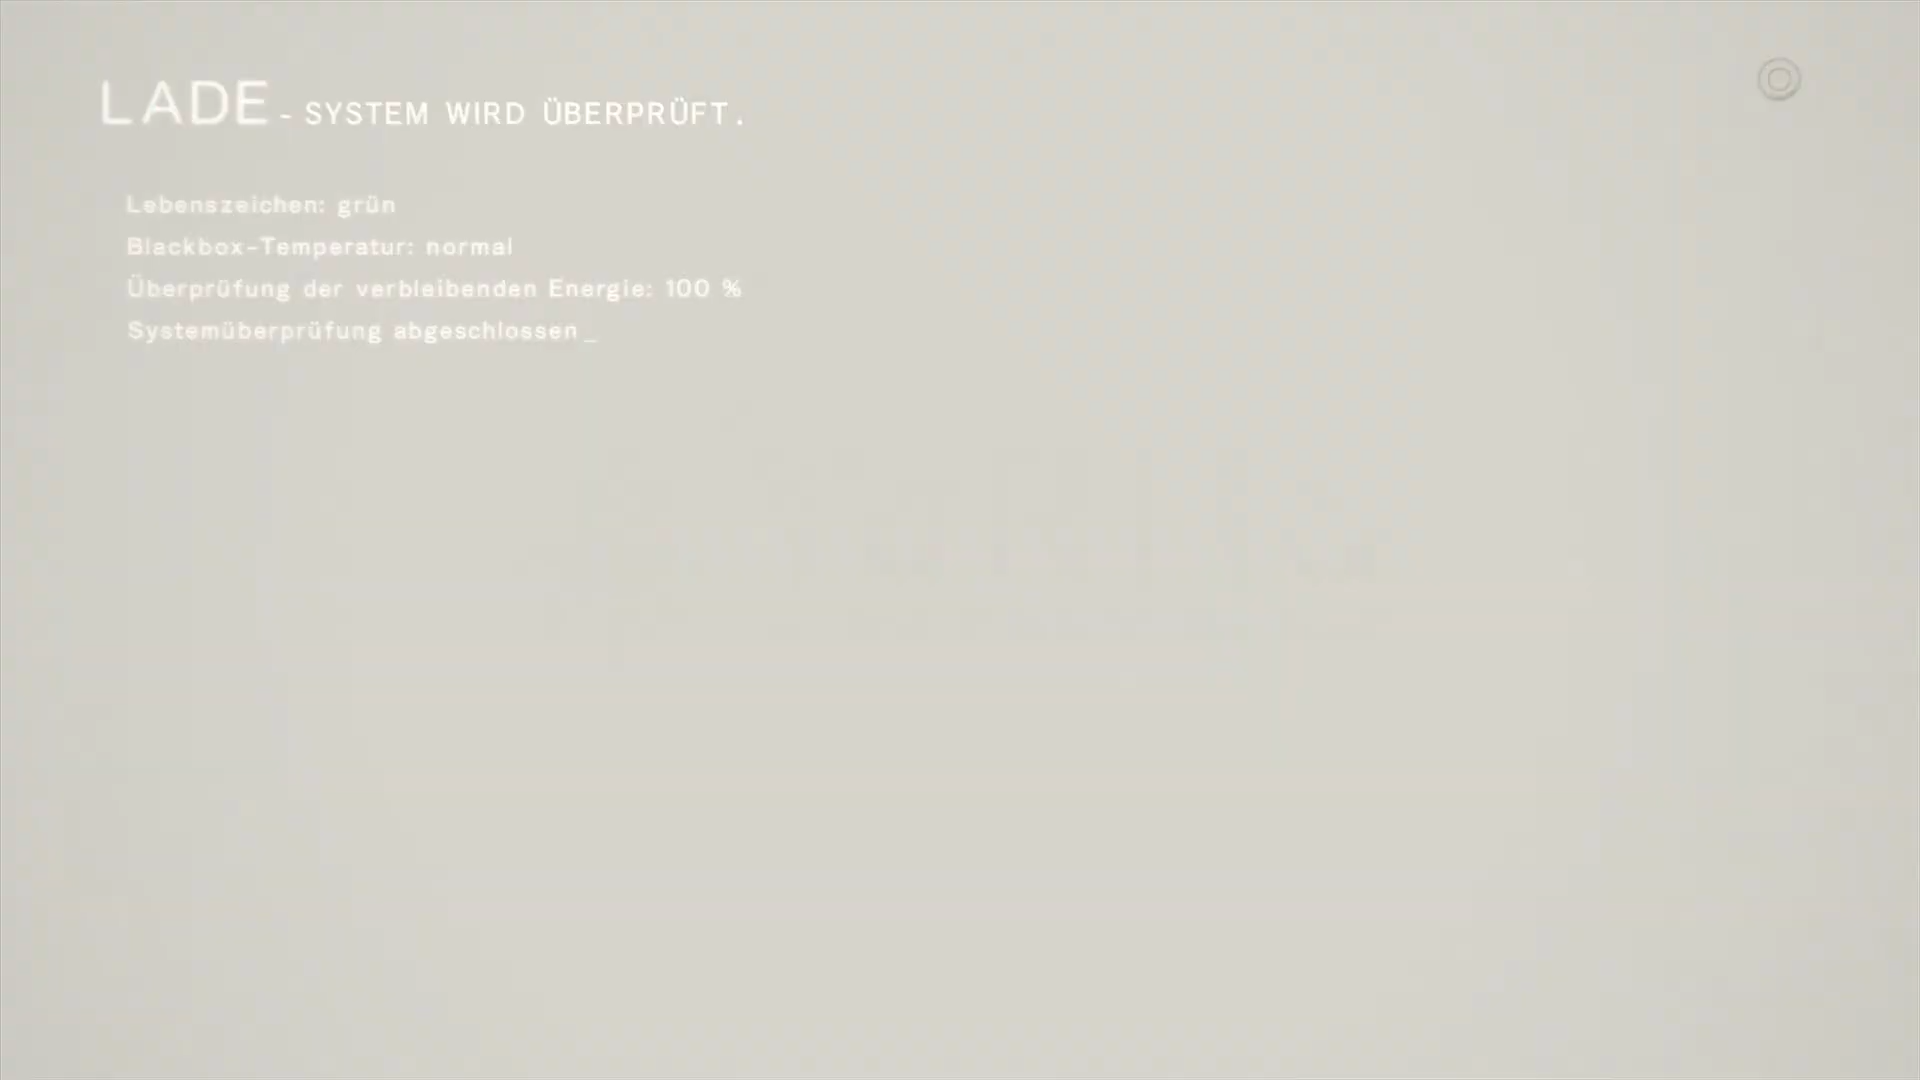 LADE - SYSTEM WIRD ÜBERPRÜFT.
Lebenszeichen: grün
Blackbox-Temperatur: normal
Überprüfung der verbleibenden Energie: 100 %
Systemüberprüfung abgeschlossen _